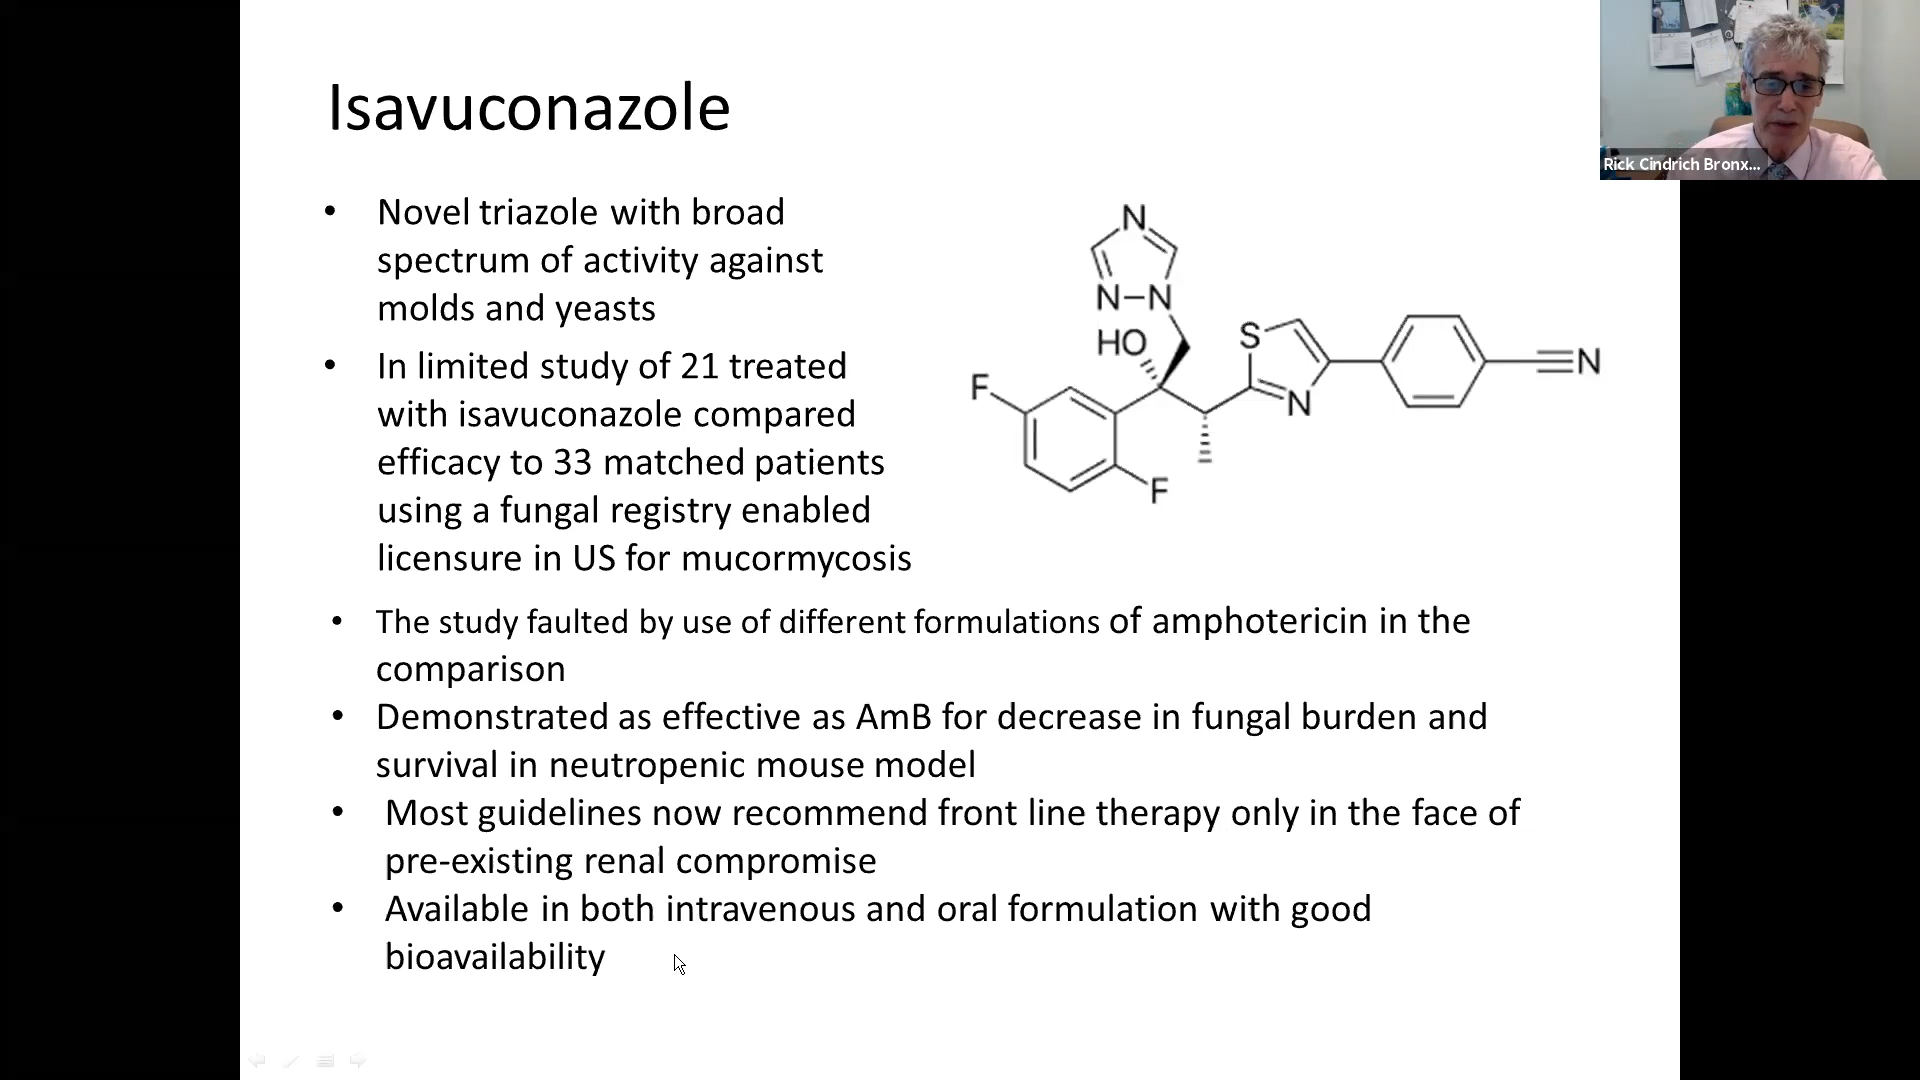 Isavuconazole
• Novel triazole with broad
spectrum of activity against
molds and yeasts
• In limited study of 21 treated
with isavuconazole compared
efficacy to 33 matched patients
using a fungal registry enabled
licensure in US for mucormycosis
• The study faulted by use of different formulations of amphotericin in the
comparison
• Demonstrated as effective as AmB for decrease in fungal burden and
survival in neutropenic mouse model
• Most guidelines now recommend front line therapy only in the face of
pre-existing renal compromise
• Available in both intravenous and oral formulation with good
bioavailability
N
N N
HO
S
N
N
F
F
Rick Cindrich Bronx...